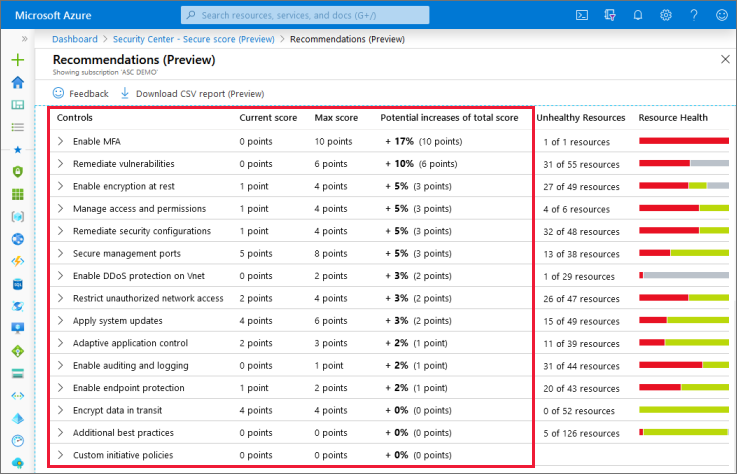 Microsoft Azure
Search resources, services, and docs (G+/)
Dashboard > Security Center - Secure score (Preview) > Recommendations (Preview)
Recommendations (Preview)
Showing subscription 'ASC DEMO'
Feedback Download CSV report (Preview)
Controls Current score Max score Potential increases of total score Unhealthy Resources Resource Health
Enable MFA 0 points 10 points + 17% (10 points) 1 of 1 resources
Remediate vulnerabilities 0 points 6 points + 10% (6 points) 31 of 55 resources
Enable encryption at rest 1 point 4 points + 5% (3 points) 27 of 49 resources
Manage access and permissions 1 point 4 points + 5% (3 points) 4 of 6 resources
Remediate security configurations 1 point 4 points + 5% (3 points) 32 of 48 resources
Secure management ports 5 points 8 points + 5% (3 points) 13 of 38 resources
Enable DDoS protection on Vnet 0 points 2 points + 3% (2 points) 1 of 29 resources
Restrict unauthorized network access 2 points 4 points + 3% (2 points) 26 of 47 resources
Apply system updates 4 points 6 points + 3% (2 points) 15 of 49 resources
Adaptive application control 2 points 3 points + 2% (1 point) 11 of 39 resources
Enable auditing and logging 0 points 1 point + 2% (1 point) 31 of 44 resources
Enable endpoint protection 1 point 2 points + 2% (1 point) 20 of 43 resources
Encrypt data in transit 4 points 4 points + 0% (0 points) 0 of 52 resources
Additional best practices 0 points 0 points + 0% (0 points) 5 of 126 resources
Custom initiative policies 0 points 0 points + 0% (0 points)